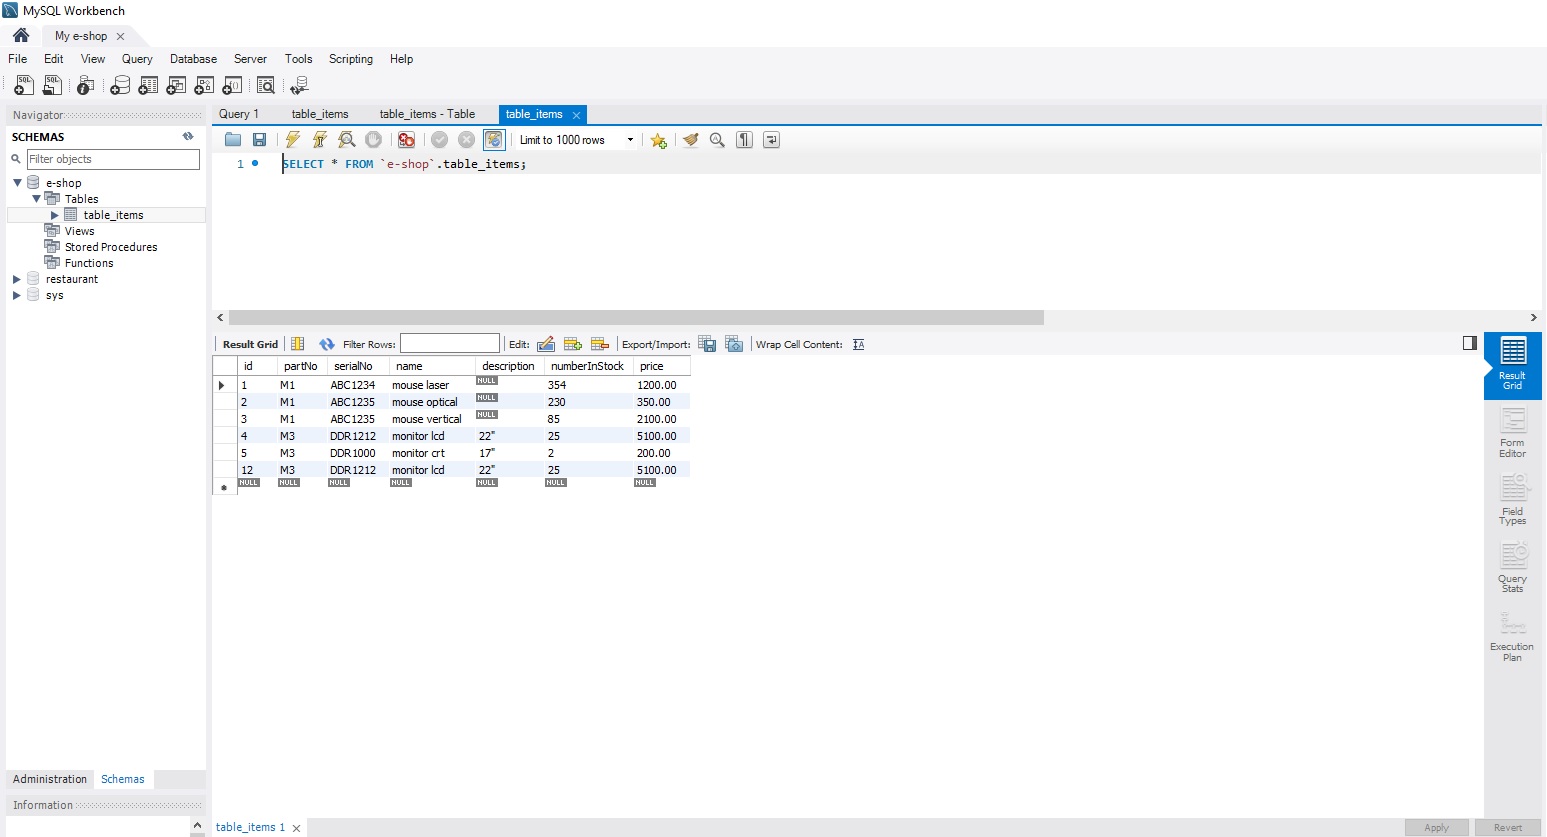 MySQL Workbench
My e-shop
File Edit View Query Database Server Tools Scripting Help
Navigator
SCHEMAS
Filter objects
e-shop
Tables
table_items
Views
Stored Procedures
Functions
restaurant
sys
Administration Schemas
Information
Query 1 table_items table_items - Table table_items
Limit to 1000 rows
1 SELECT * FROM `e-shop`.table_items;
Result Grid Filter Rows: Edit: Export/Import: Wrap Cell Content:
id partNo serialNo name description numberInStock price
1 M1 ABC1234 mouse laser NULL 354 1200.00
2 M1 ABC1235 mouse optical NULL 230 350.00
3 M1 ABC1235 mouse vertical NULL 85 2100.00
4 M3 DDR1212 monitor lcd 22" 25 5100.00
5 M3 DDR1000 monitor crt 17" 2 200.00
12 M3 DDR1212 monitor lcd 22" 25 5100.00
NULL NULL NULL NULL NULL NULL NULL
Result
Grid
Form
Editor
Field
Types
Query
Stats
Execution
Plan
table_items 1
Apply Revert